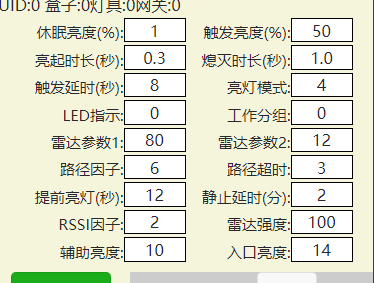 UID:0 盒子:0灯具:0网关:0
休眠亮度(%): 1 触发亮度(%): 50
亮起时长(秒): 0.3 熄灭时长(秒): 1.0
触发延时(秒): 8 亮灯模式: 4
LED指示: 0 工作分组: 0
雷达参数1: 80 雷达参数2: 12
路径因子: 6 路径超时: 3
提前亮灯(秒): 12 静止延时(分): 2
RSSI因子: 2 雷达强度: 100
辅助亮度: 10 入口亮度: 14